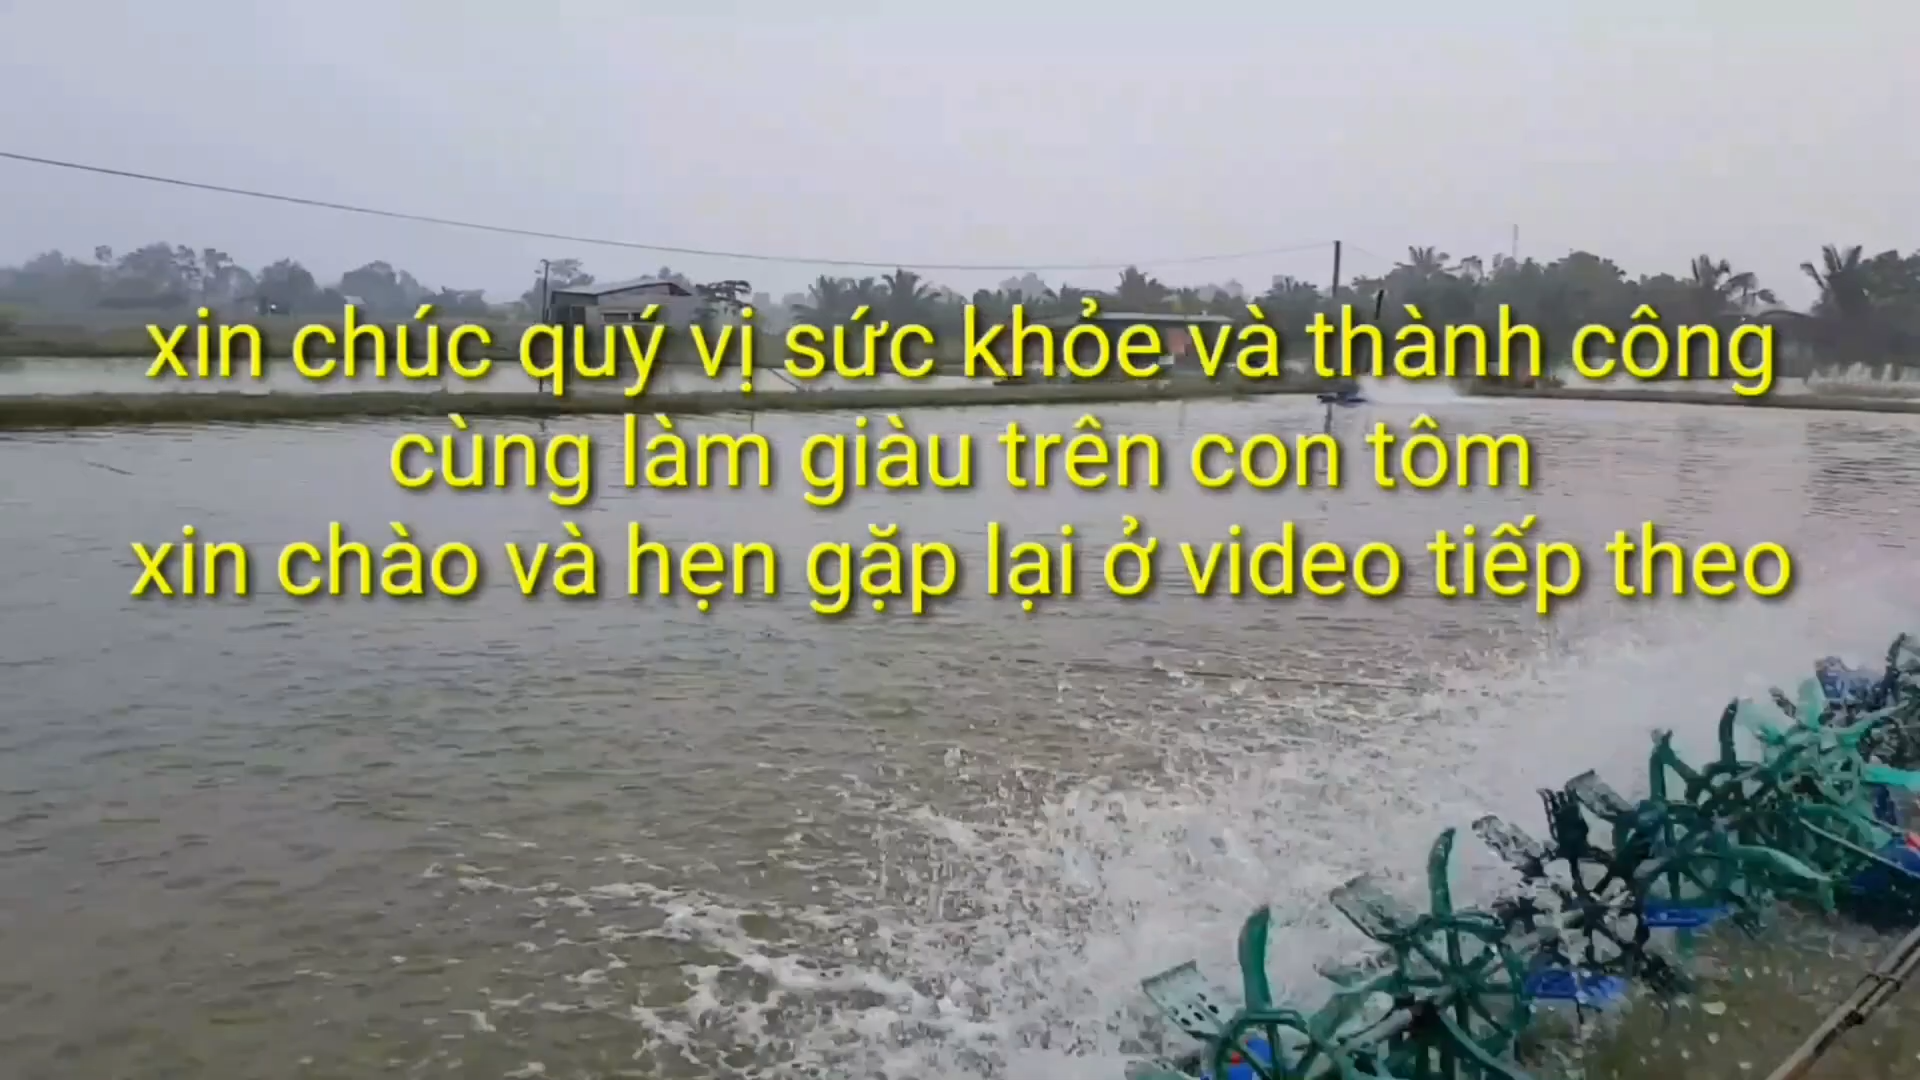 xin chúc quý vị sức khỏe và thành công
cùng làm giàu trên con tôm
xin chào và hẹn gặp lại ở video tiếp theo